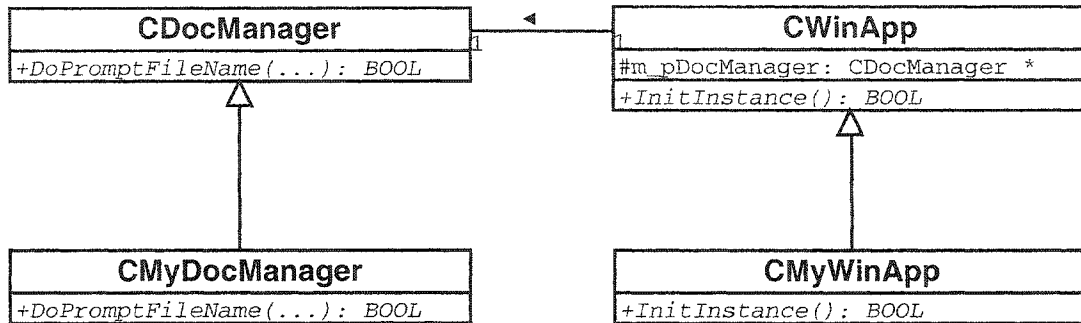 CDocManager
+DoPromptFileName(...): BOOL
1
1
CWinApp
#m_pDocManager: CDocManager *
+InitInstance(): BOOL
CMyDocManager
+DoPromptFileName(...): BOOL
CMyWinApp
+InitInstance(): BOOL